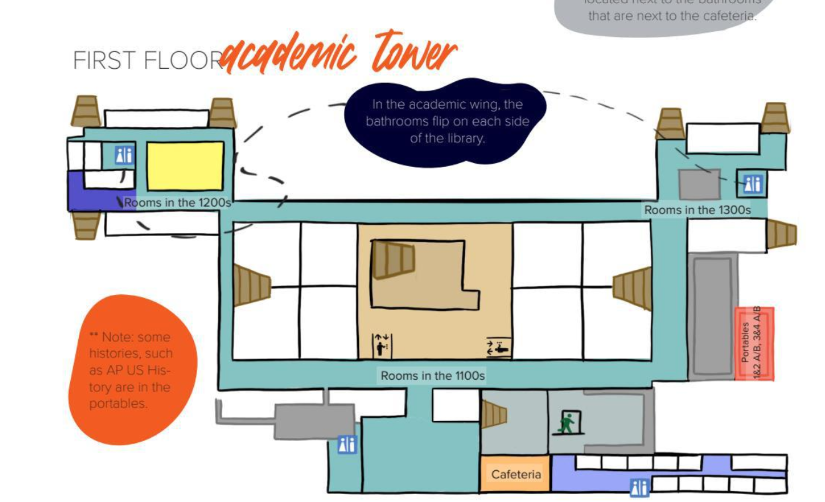 located next to the bathrooms
that are next to the cafeteria.
FIRST FLOOR academic tower
In the academic wing, the
bathrooms flip on each side
of the library.
Rooms in the 1200s
Rooms in the 1300s
** Note: some
histories, such
as AP US His-
tory are in the
portables.
Portables
1&2 A/B, 3&4 A/B
Rooms in the 1100s
Cafeteria